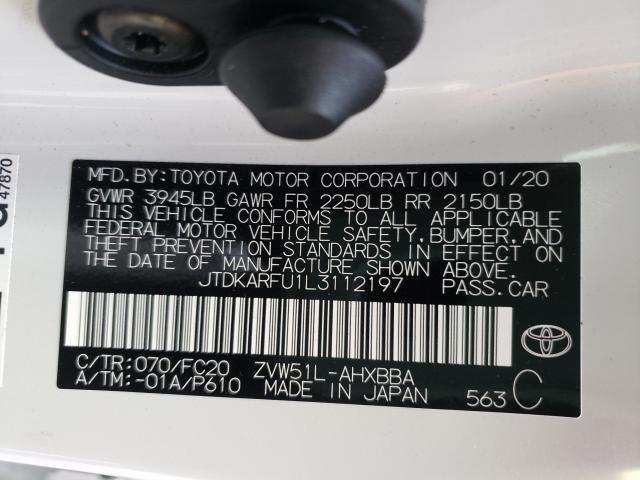 MFD.BY:TOYOTA MOTOR CORPORATION 01/20
GVWR 3945LB GAWR FR 2250LB RR 2150LB
THIS VEHICLE CONFORMS TO ALL APPLICABLE
FEDERAL MOTOR VEHICLE SAFETY,BUMPER,AND
THEFT PREVENTION STANDARDS IN EFFECT ON
THE DATE OF MANUFACTURE SHOWN ABOVE.
JTDKARFU1L3112197 PASS.CAR
C/TR:070/FC20 ZVW51L-AHXBBA
A/TM:-01A/P610 MADE IN JAPAN 563 C
47870